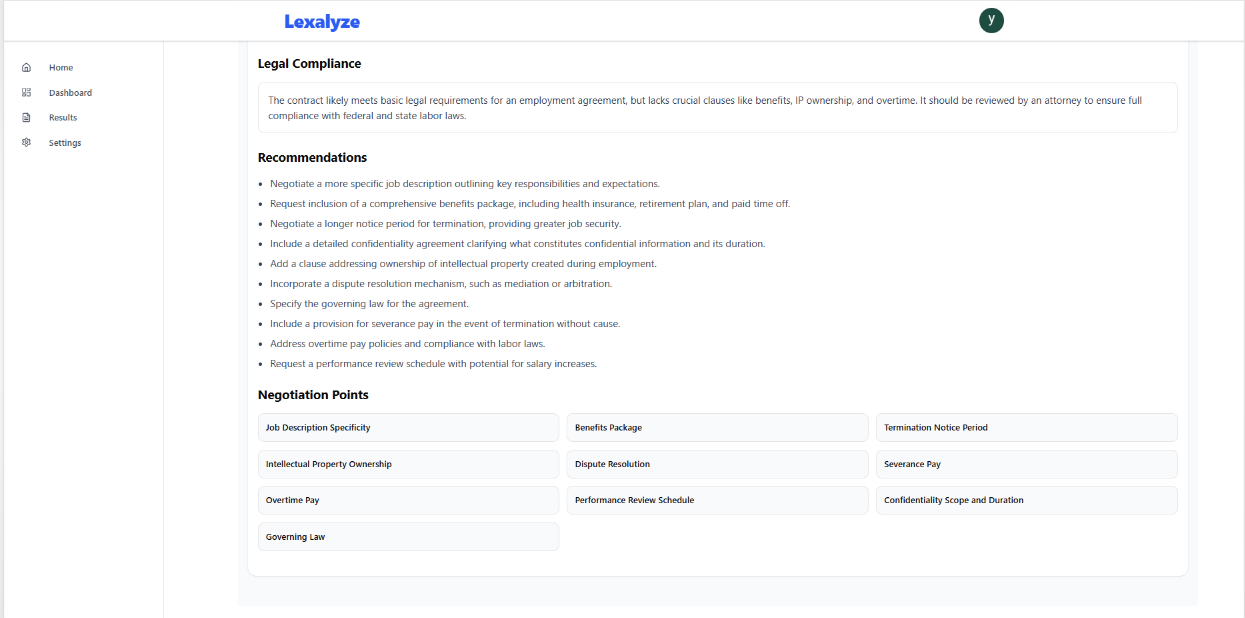 Lexalyze
y
Home
Dashboard
Results
Settings
Legal Compliance
The contract likely meets basic legal requirements for an employment agreement, but lacks crucial clauses like benefits, IP ownership, and overtime. It should be reviewed by an attorney to ensure full
compliance with federal and state labor laws.
Recommendations
• Negotiate a more specific job description outlining key responsibilities and expectations.
• Request inclusion of a comprehensive benefits package, including health insurance, retirement plan, and paid time off.
• Negotiate a longer notice period for termination, providing greater job security.
• Include a detailed confidentiality agreement clarifying what constitutes confidential information and its duration.
• Add a clause addressing ownership of intellectual property created during employment.
• Incorporate a dispute resolution mechanism, such as mediation or arbitration.
• Specify the governing law for the agreement.
• Include a provision for severance pay in the event of termination without cause.
• Address overtime pay policies and compliance with labor laws.
• Request a performance review schedule with potential for salary increases.
Negotiation Points
Job Description Specificity
Benefits Package
Termination Notice Period
Intellectual Property Ownership
Dispute Resolution
Severance Pay
Overtime Pay
Performance Review Schedule
Confidentiality Scope and Duration
Governing Law